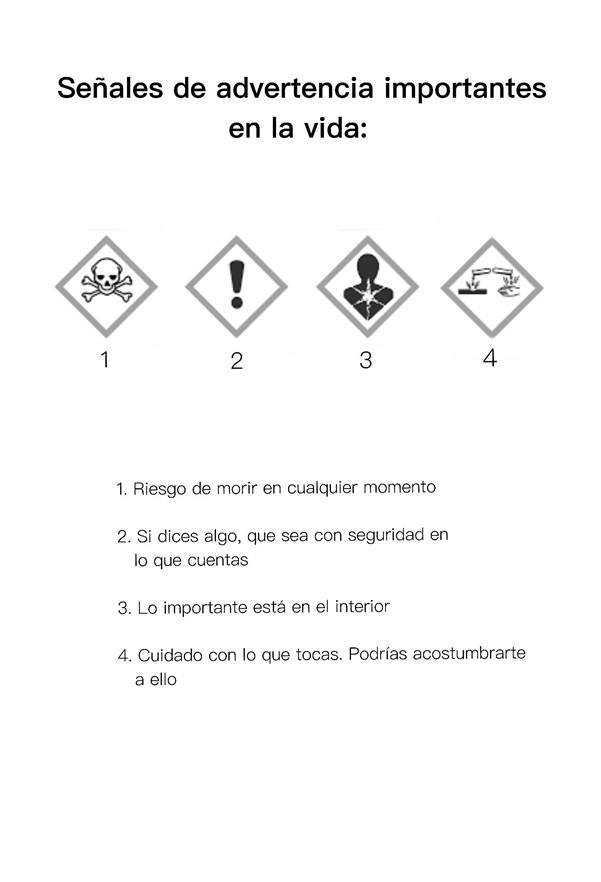 Señales de advertencia importantes
en la vida:
1 2 3 4
1. Riesgo de morir en cualquier momento
2. Si dices algo, que sea con seguridad en
lo que cuentas
3. Lo importante está en el interior
4. Cuidado con lo que tocas. Podrías acostumbrarte
a ello